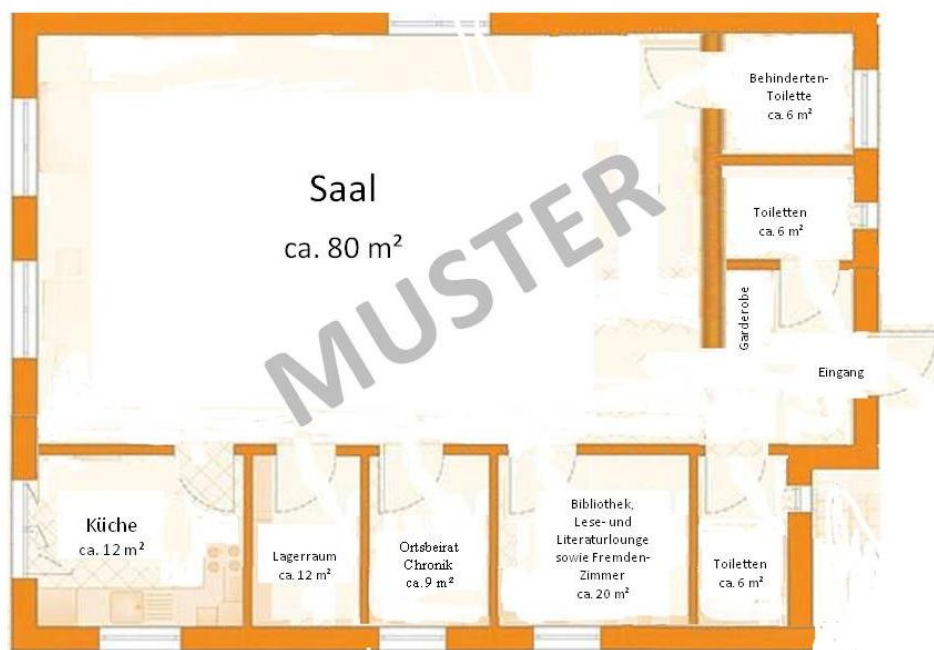 Behinderten-
Toilette
ca. 6 m²
Saal
ca. 80 m²
MUSTER
Toiletten
ca. 6 m²
Garderobe
Eingang
Küche
ca. 12 m²
Lagerraum
ca. 12 m²
Ortsbeirat
Chronik
ca. 9 m²
Bibliothek,
Lese- und
Literaturlounge
sowie Fremden-
Zimmer
ca. 20 m²
Toiletten
ca. 6 m²